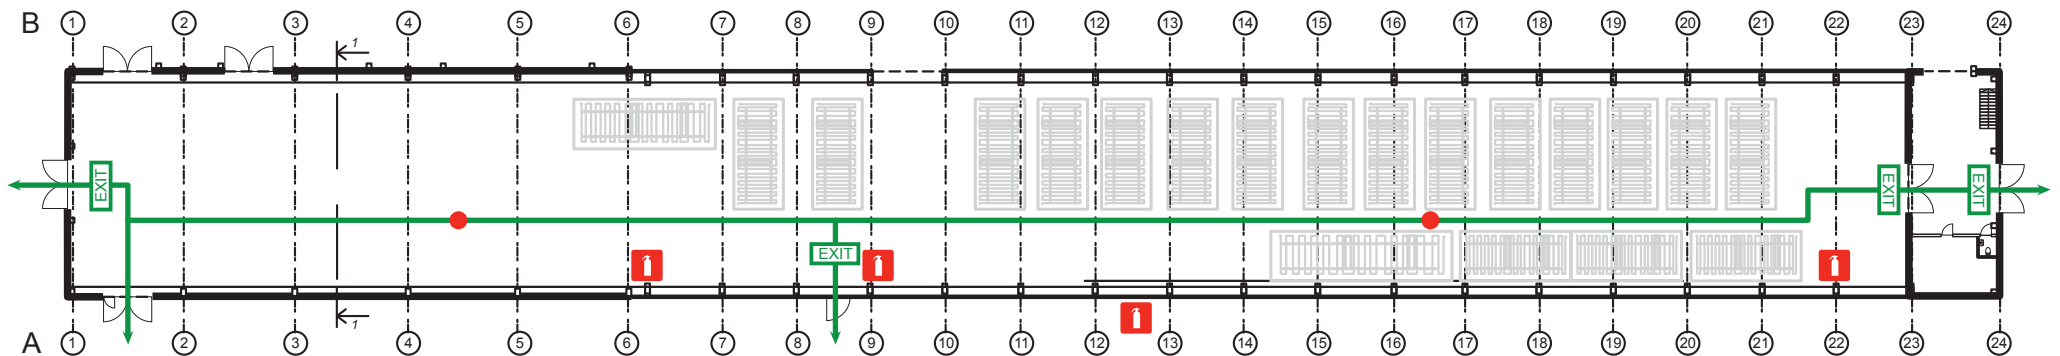 B 1 2 3 4 5 6 7 8 9 10 11 12 13 14 15 16 17 18 19 20 21 22 23 24
1
EXIT EXIT EXIT
EXIT
1
A 1 2 3 4 5 6 7 8 9 10 11 12 13 14 15 16 17 18 19 20 21 22 23 24